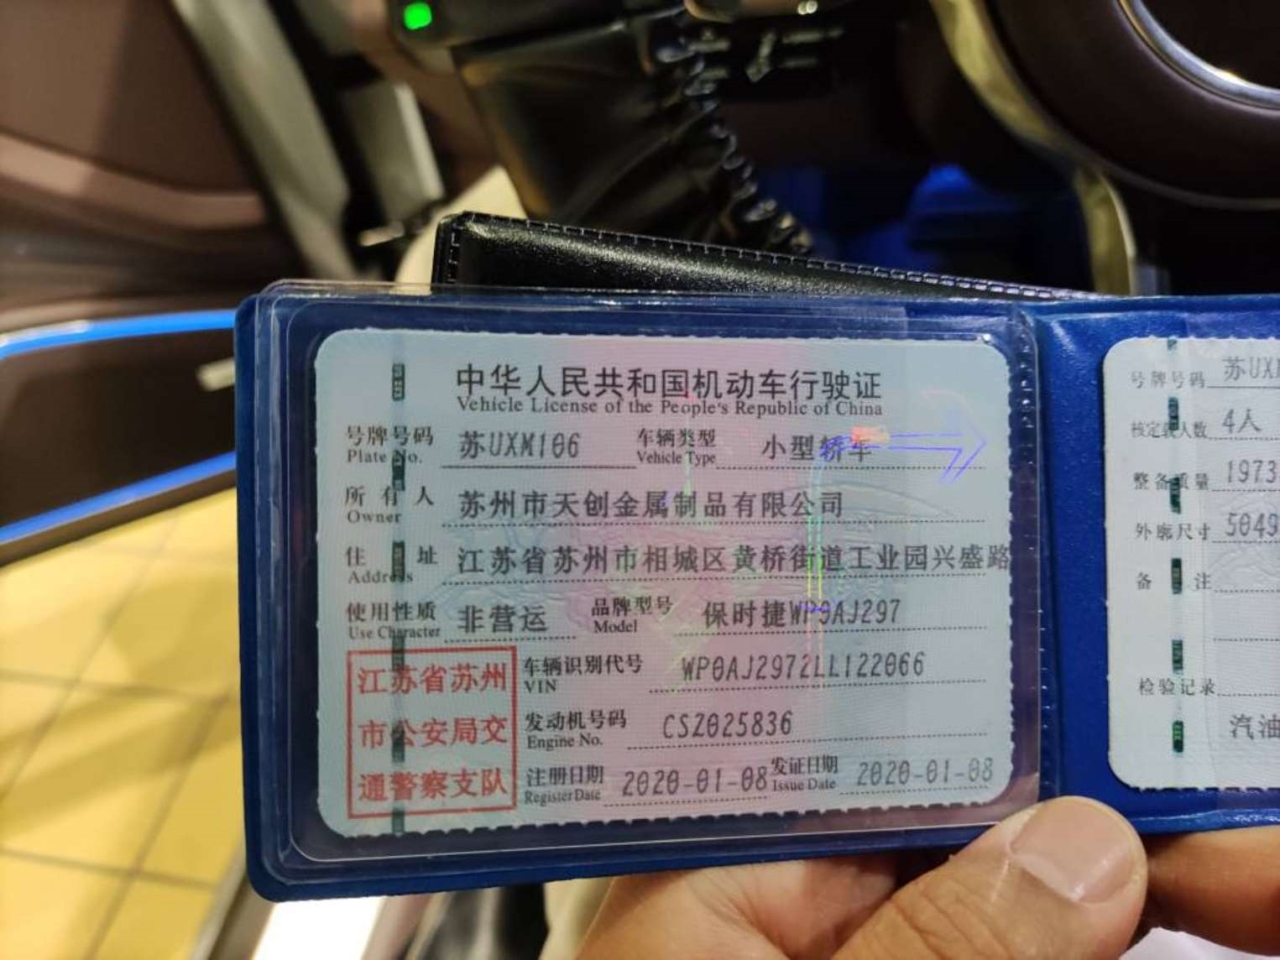 中华人民共和国机动车行驶证
Vehicle License of the People's Republic of China
号牌号码 苏UXM106 车辆类型 小型轿车
Plate No. Vehicle Type
所有人 苏州市天创金属制品有限公司
Owner
住址 江苏省苏州市相城区黄桥街道工业园兴盛路
Address
使用性质 非营运 品牌型号 保时捷WP9AJ297
Use Character Model
江苏省苏州
市公安局交
通警察支队
车辆识别代号 WP0AJ2972LL122066
VIN
发动机号码 CSZ025836
Engine No.
注册日期 2020-01-08 发证日期 2020-01-08
Register Date Issue Date
号牌号码 苏UX
核定载人数 4人
整备质量 1973
外廓尺寸 5049
备注
检验记录
汽油